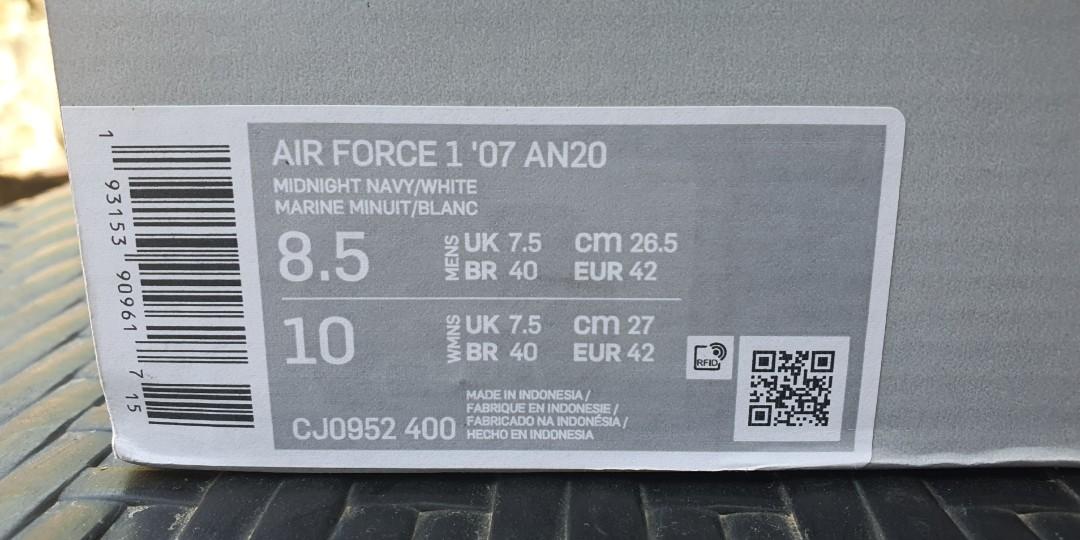 AIR FORCE 1 '07 AN20
MIDNIGHT NAVY/WHITE
MARINE MINUIT/BLANC
8.5 MENS UK 7.5 cm 26.5
BR 40 EUR 42
10 WMNS UK 7.5 cm 27
BR 40 EUR 42
RFID
CJ0952 400
MADE IN INDONESIA /
FABRIQUE EN INDONESIE /
FABRICADO NA INDONÉSIA /
HECHO EN INDONESIA
1 93153 90961 7 15